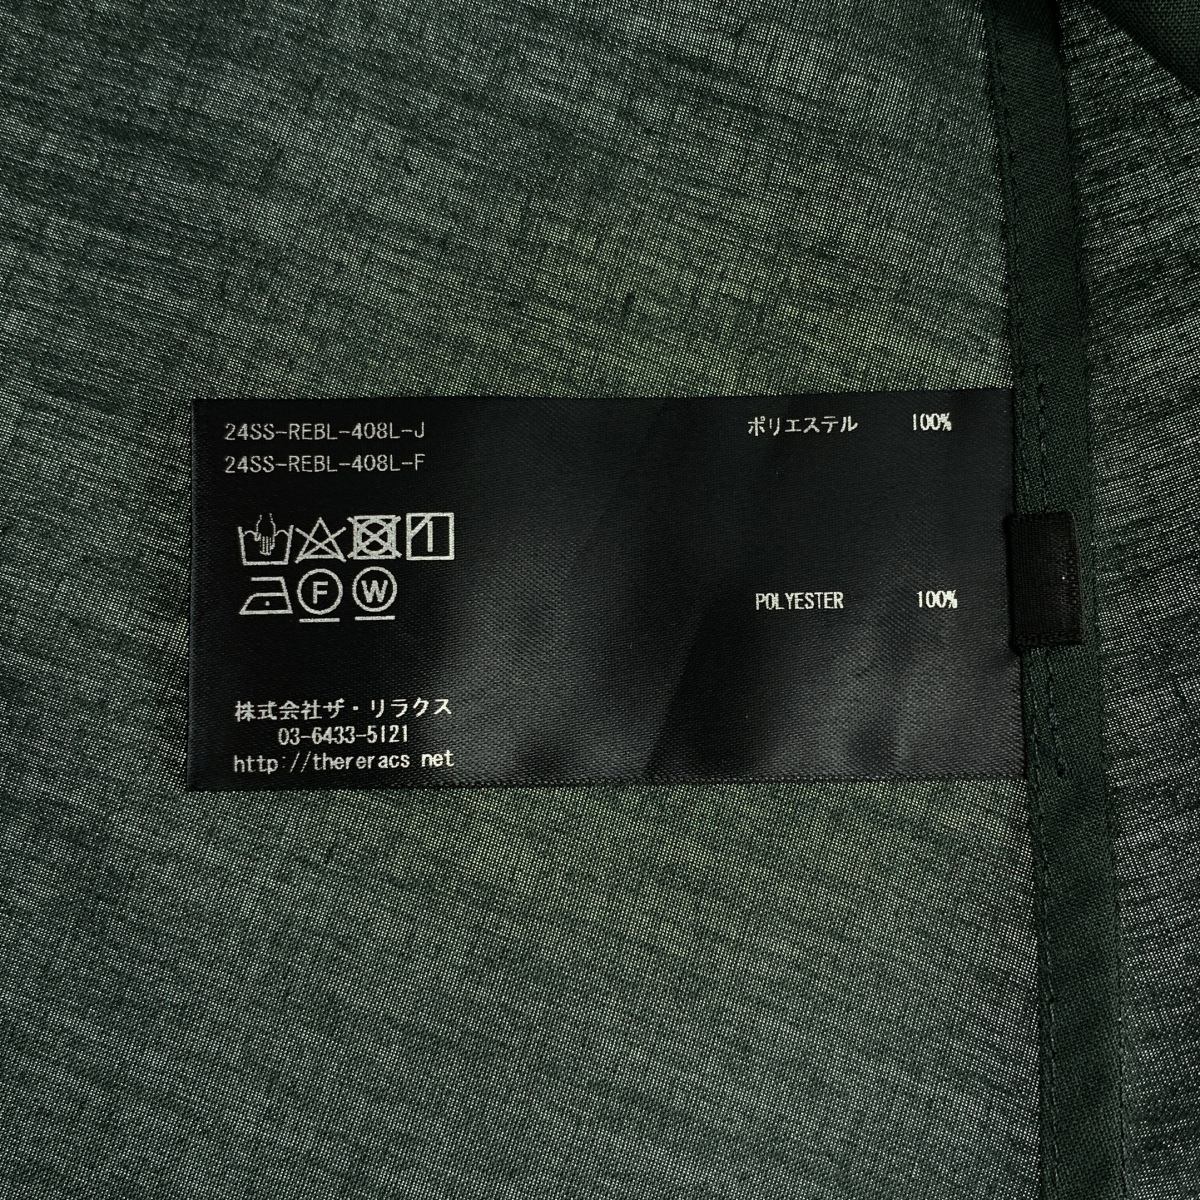 24SS-REBL-408L-J
24SS-REBL-408L-F
ポリエステル 100%
F W
POLYESTER 100%
株式会社ザ・リラクス
03-6433-5121
http://thereracs net